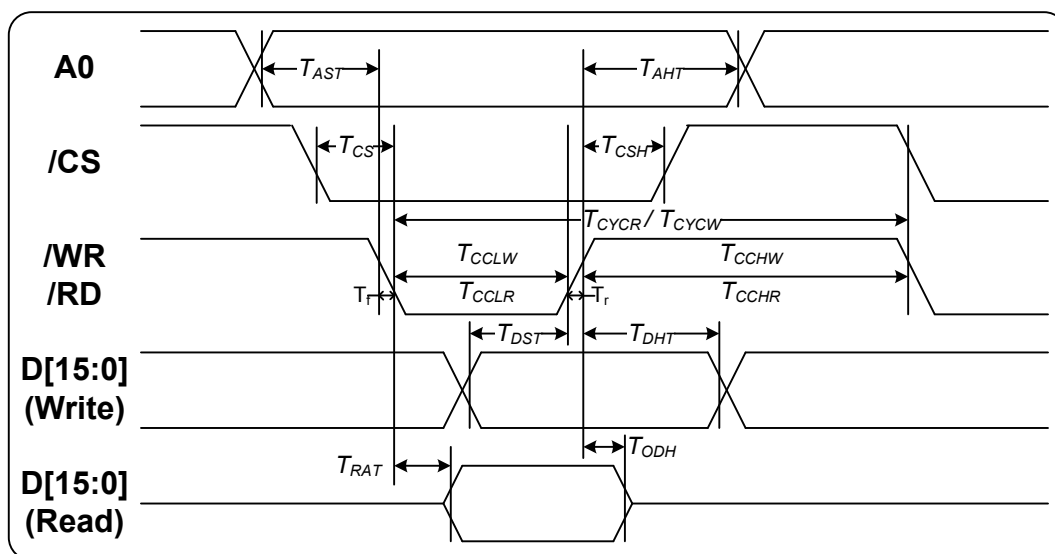 A0
T_AST
T_AHT
/CS
T_CS
T_CSH
T_CYCR / T_CYCW
/WR
/RD
T_CCLW
T_CCHW
T_f
T_CCLR
T_r
T_CCHR
D[15:0]
(Write)
T_DST
T_DHT
D[15:0]
(Read)
T_RAT
T_ODH